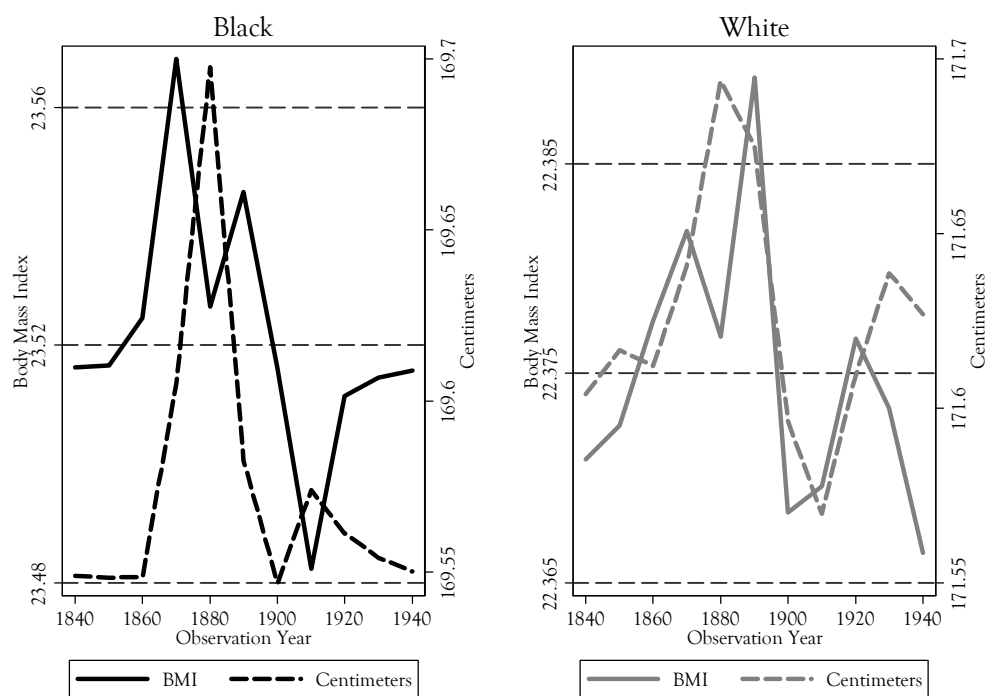 Black
23.56
23.52
23.48
Body Mass Index
169.7
169.65
169.6
169.55
Centimeters
1840 1860 1880 1900 1920 1940
Observation Year
BMI Centimeters
White
22.385
22.375
22.365
Body Mass Index
171.7
171.65
171.6
171.55
Centimeters
1840 1860 1880 1900 1920 1940
Observation Year
BMI Centimeters